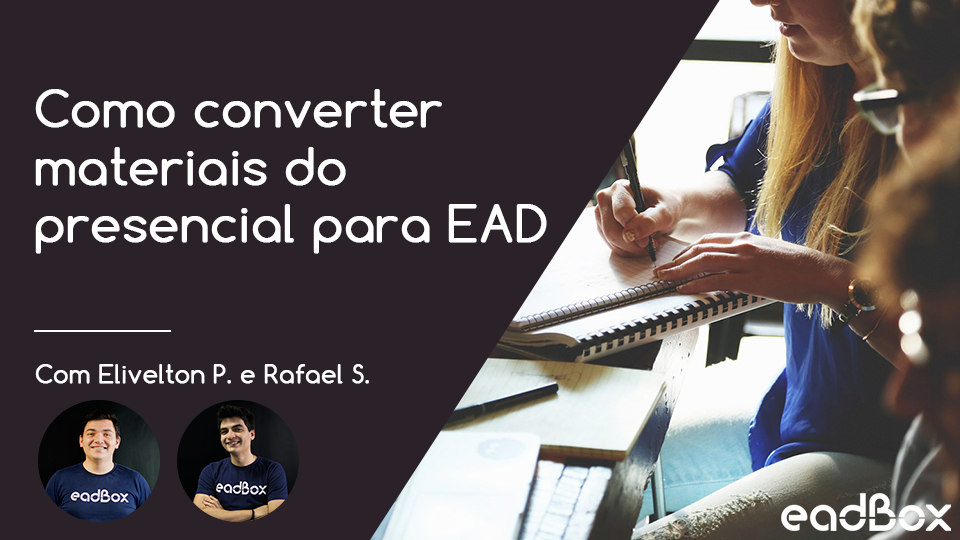 Como converter
materiais do
presencial para EAD
Com Elivelton P. e Rafael S.
eadBox
eadBox
eadBox